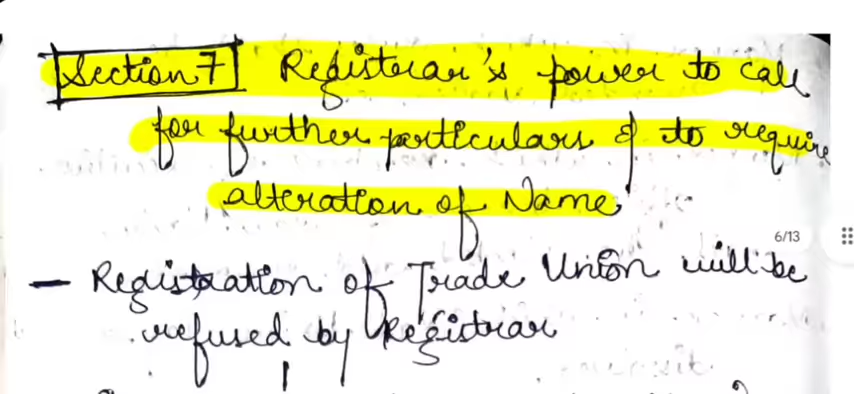 Section 7 Registrar's power to call
for further particulars & to require
alteration of Name
6/13
- Registration of Trade Union will be
refused by Registrar